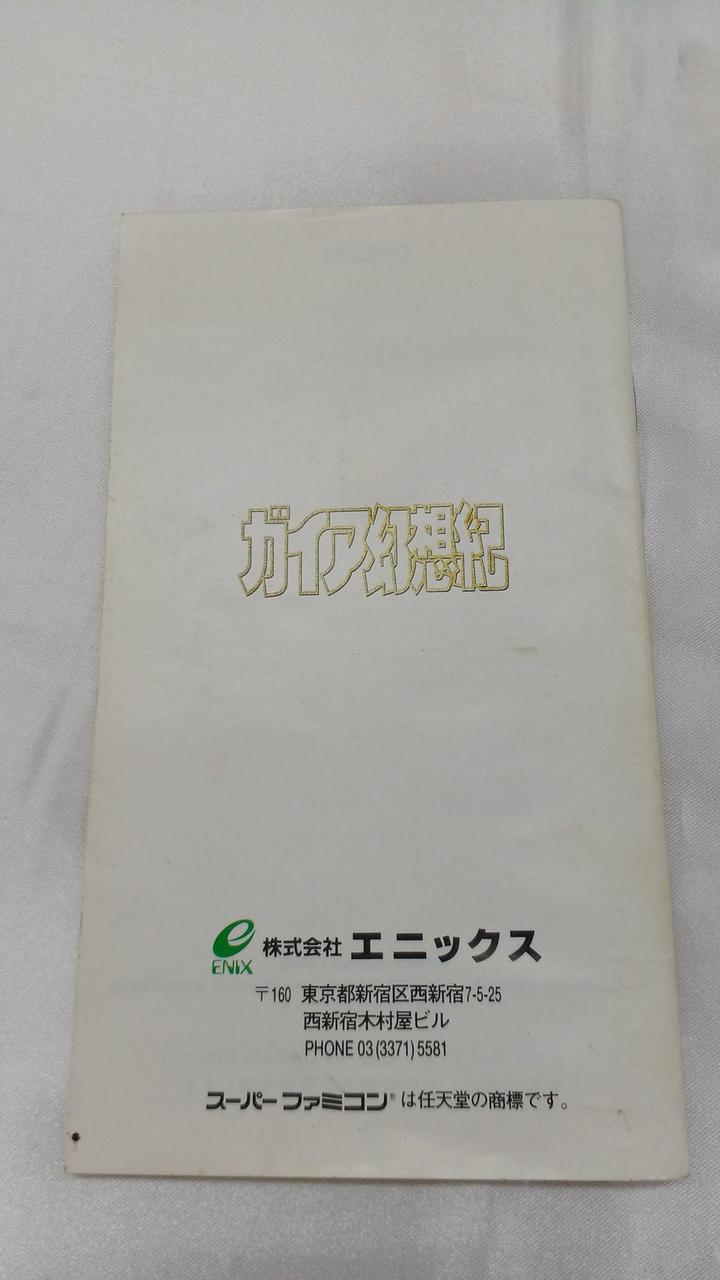 ガイア幻想紀
ENIX 株式会社 エニックス
〒160 東京都新宿区西新宿7-5-25
西新宿木村屋ビル
PHONE 03(3371)5581
スーパーファミコン®は任天堂の商標です。